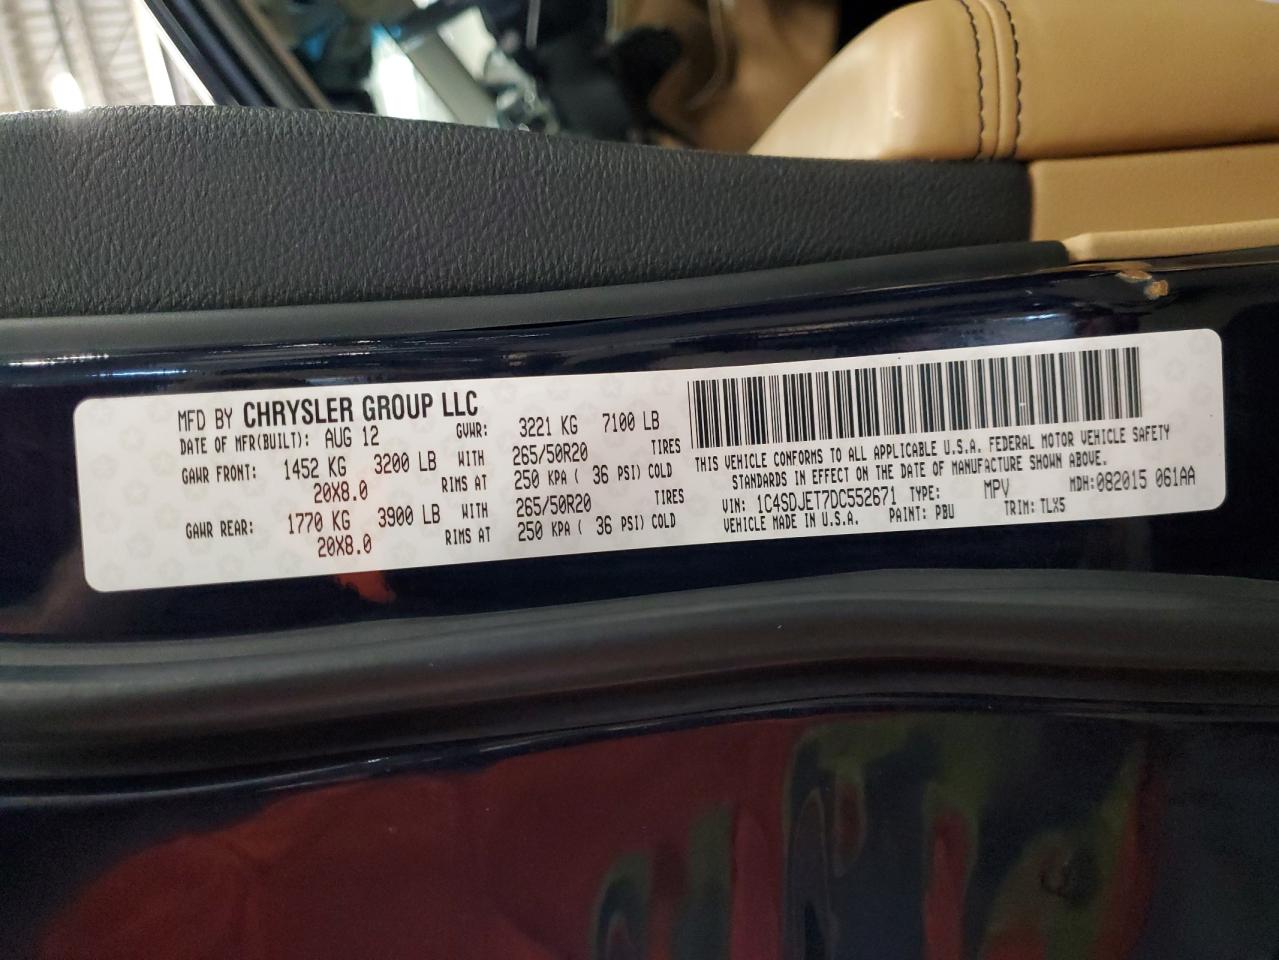 MFD BY CHRYSLER GROUP LLC
DATE OF MFR(BUILT): AUG 12 GVWR: 3221 KG 7100 LB
GAWR FRONT: 1452 KG 3200 LB WITH 265/50R20 TIRES
20X8.0 RIMS AT 250 KPA ( 36 PSI) COLD
GAWR REAR: 1770 KG 3900 LB WITH 265/50R20 TIRES
20X8.0 RIMS AT 250 KPA ( 36 PSI) COLD
THIS VEHICLE CONFORMS TO ALL APPLICABLE U.S.A. FEDERAL MOTOR VEHICLE SAFETY
STANDARDS IN EFFECT ON THE DATE OF MANUFACTURE SHOWN ABOVE.
VIN: 1C4SDJET7DC552671 TYPE: MPV MDH: 082015 061AA
VEHICLE MADE IN U.S.A. PAINT: PBU TRIM: TLX5